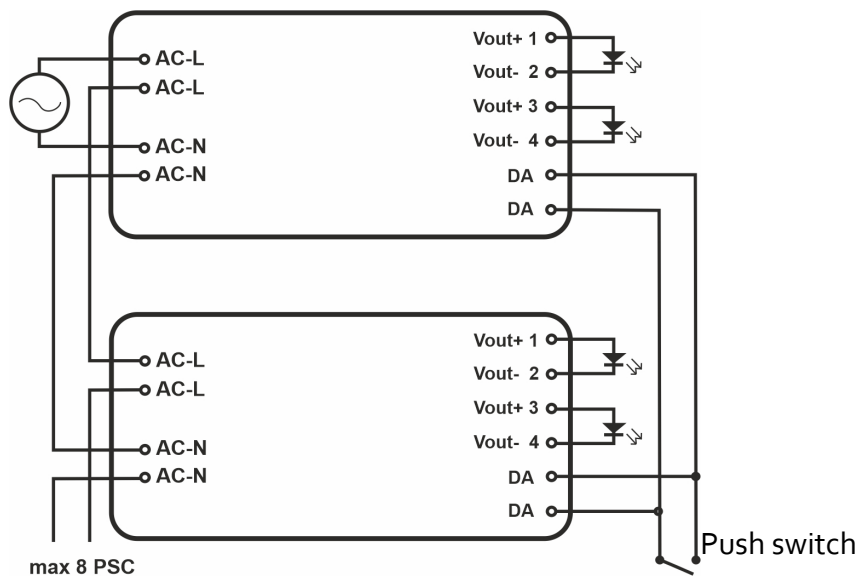 AC-L
AC-L
AC-N
AC-N
Vout+ 1
Vout- 2
Vout+ 3
Vout- 4
DA
DA
AC-L
AC-L
AC-N
AC-N
Vout+ 1
Vout- 2
Vout+ 3
Vout- 4
DA
DA
Push switch
max 8 PSC